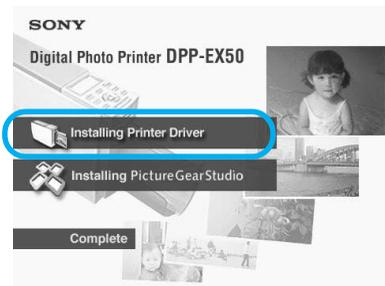 SONY
Digital Photo Printer DPP-EX50
Installing Printer Driver
Installing PictureGearStudio
Complete